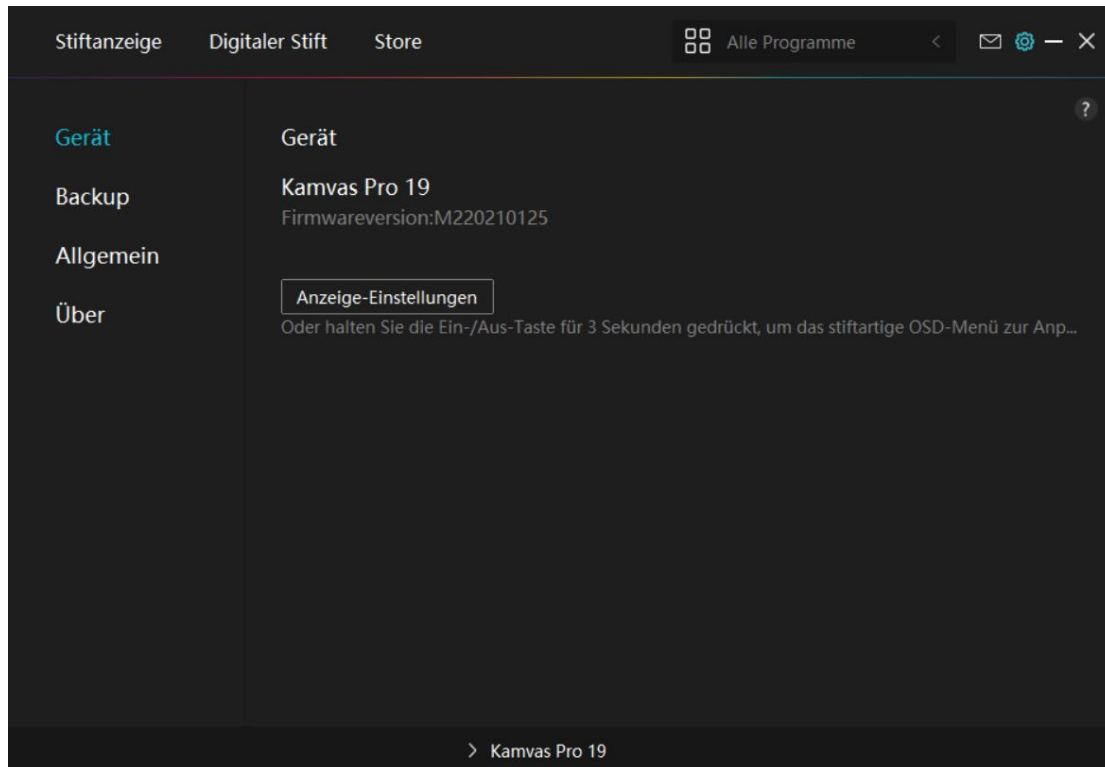 Stiftanzeige Digitaler Stift Store Alle Programme
?
Gerät
Backup
Allgemein
Über
Gerät
Kamvas Pro 19
Firmwareversion:M220210125
Anzeige-Einstellungen
Oder halten Sie die Ein-/Aus-Taste für 3 Sekunden gedrückt, um das stiftartige OSD-Menü zur Anp...
Kamvas Pro 19